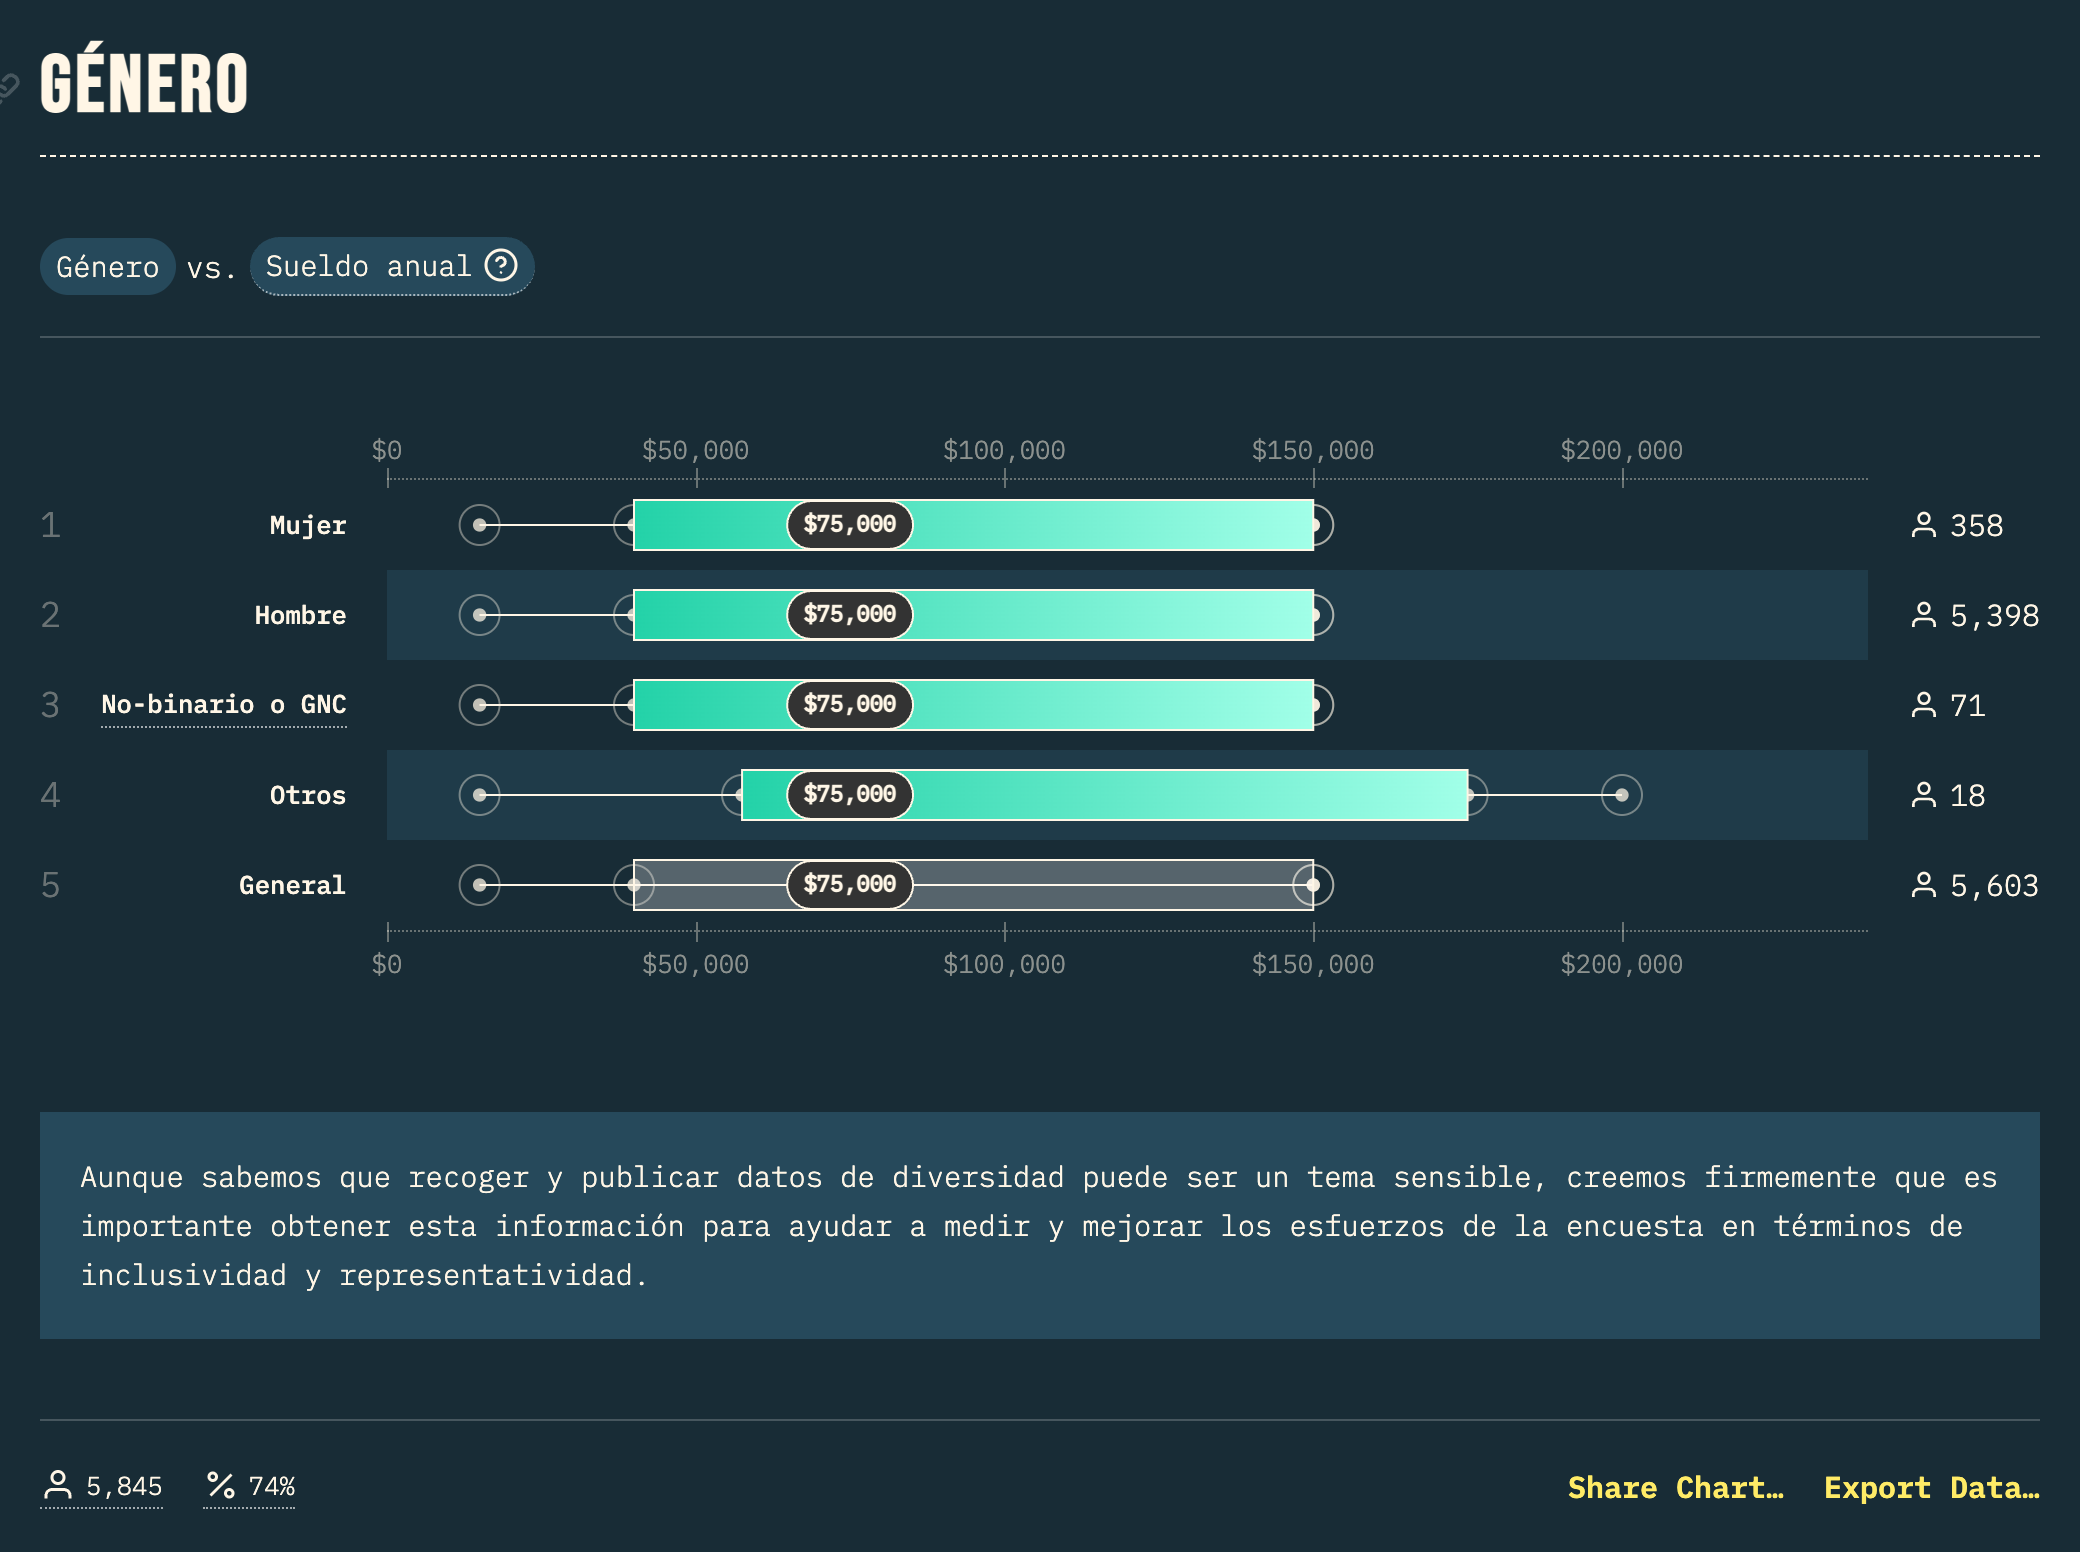 GÉNERO
Género vs. Sueldo anual ?
$0 $50,000 $100,000 $150,000 $200,000
1 Mujer $75,000 358
2 Hombre $75,000 5,398
3 No-binario o GNC $75,000 71
4 Otros $75,000 18
5 General $75,000 5,603
$0 $50,000 $100,000 $150,000 $200,000
Aunque sabemos que recoger y publicar datos de diversidad puede ser un tema sensible, creemos firmemente que es
importante obtener esta información para ayudar a medir y mejorar los esfuerzos de la encuesta en términos de
inclusividad y representatividad.
5,845 % 74% Share Chart… Export Data…